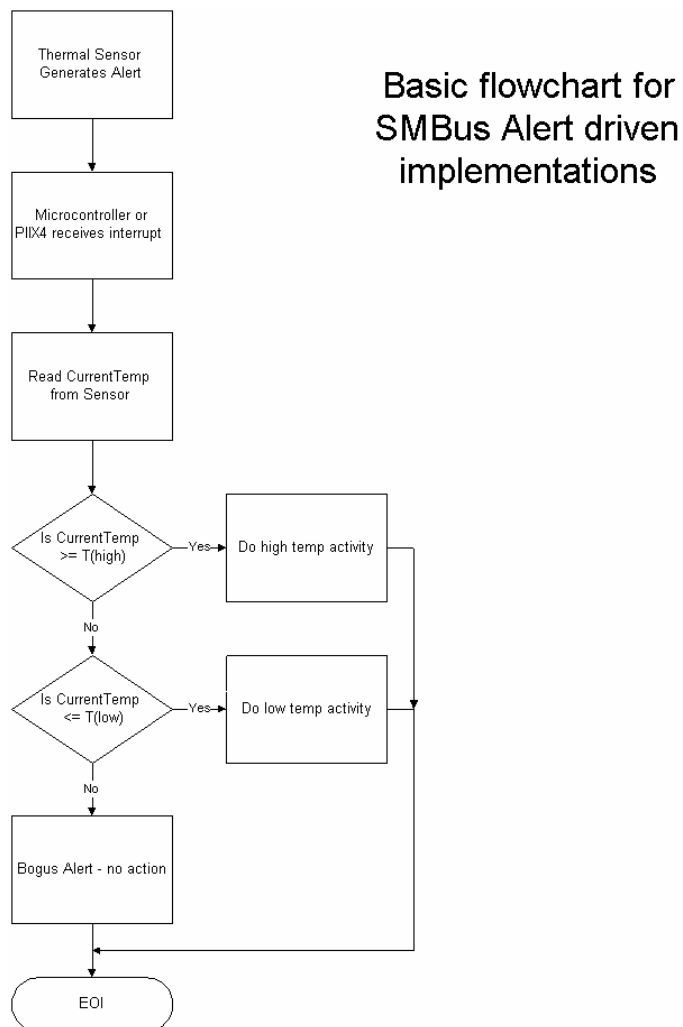 Basic flowchart for
SMBus Alert driven
implementations
Thermal Sensor
Generates Alert
Microcontroller or
PIIX4 receives interrupt
Read CurrentTemp
from Sensor
Is CurrentTemp
>= T(high)
Yes
Do high temp activity
No
Is CurrentTemp
<= T(low)
Yes
Do low temp activity
No
Bogus Alert - no action
EOI